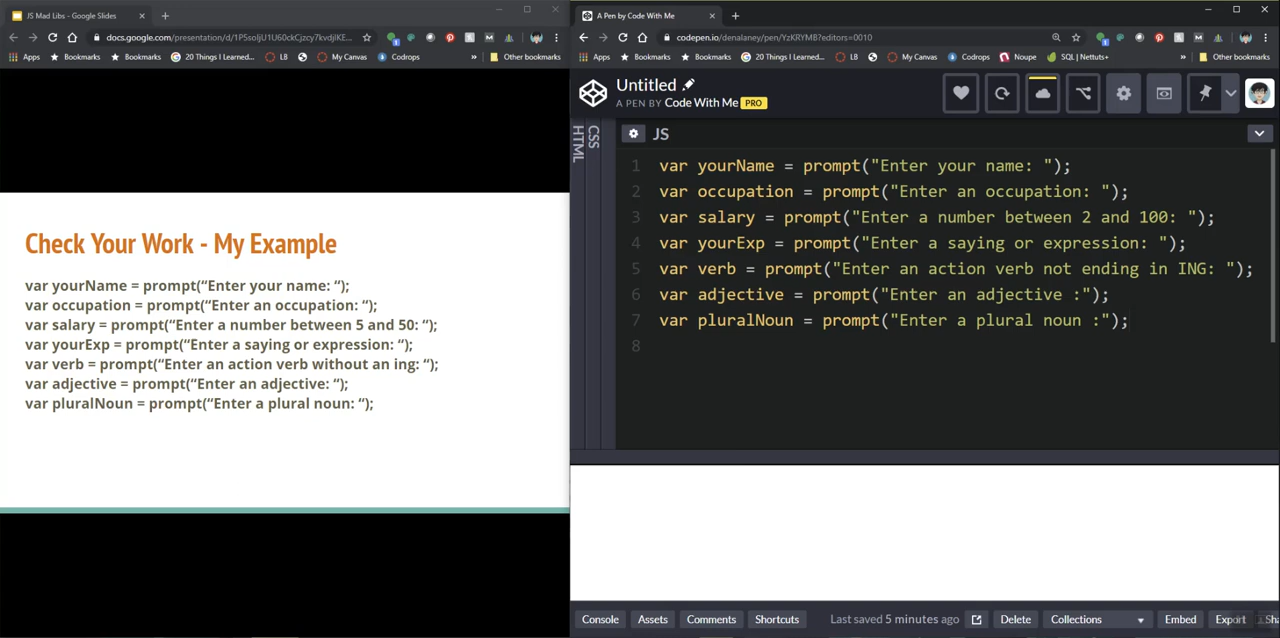 JS Mad Libs - Google Slides
docs.google.com/presentation/d/1P5soIjU1U60ckCjzcy7kvdjIKE...
Apps Bookmarks Bookmarks 20 Things I Learned... LB My Canvas Codrops » Other bookmarks
Check Your Work - My Example
var yourName = prompt(“Enter your name: “);
var occupation = prompt(“Enter an occupation: “);
var salary = prompt(“Enter a number between 5 and 50: “);
var yourExp = prompt(“Enter a saying or expression: “);
var verb = prompt(“Enter an action verb without an ing: “);
var adjective = prompt(“Enter an adjective: “);
var pluralNoun = prompt(“Enter a plural noun: “);
A Pen by Code With Me
codepen.io/denalaney/pen/YzKRYMB?editors=0010
Apps Bookmarks Bookmarks 20 Things I Learned... LB My Canvas Codrops Noupe SQL | Nettuts+ » Other bookmarks
Untitled
A PEN BY Code With Me PRO
HTML
CSS
JS
1 var yourName = prompt("Enter your name: ");
2 var occupation = prompt("Enter an occupation: ");
3 var salary = prompt("Enter a number between 2 and 100: ");
4 var yourExp = prompt("Enter a saying or expression: ");
5 var verb = prompt("Enter an action verb not ending in ING: ");
6 var adjective = prompt("Enter an adjective :");
7 var pluralNoun = prompt("Enter a plural noun :");
8
Console Assets Comments Shortcuts Last saved 5 minutes ago Delete Collections Embed Export Sh